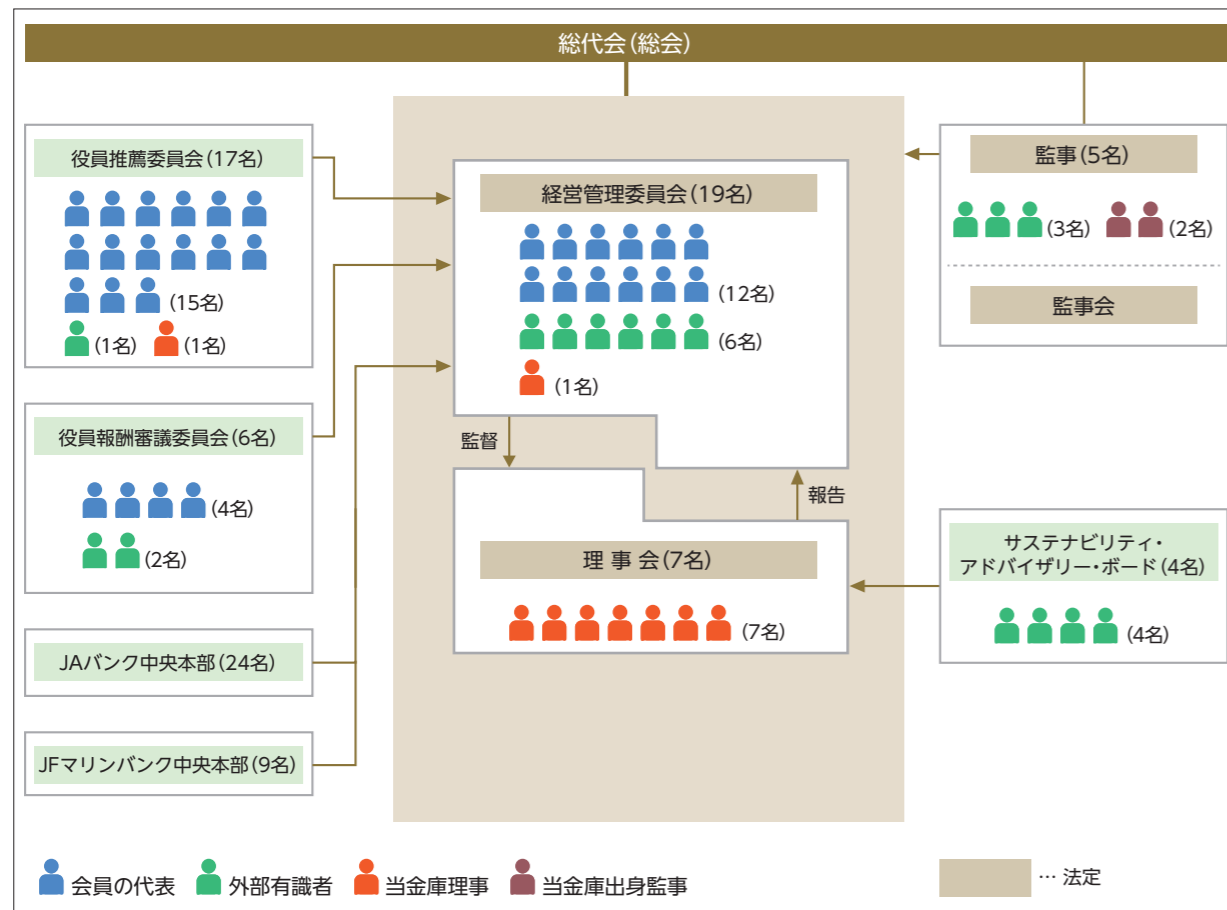 総代会(総会)
役員推薦委員会(17名)
(15名)
(1名)
(1名)
役員報酬審議委員会(6名)
(4名)
(2名)
JAバンク中央本部(24名)
JFマリンバンク中央本部(9名)
経営管理委員会(19名)
(12名)
(6名)
(1名)
監督
報告
理事会(7名)
(7名)
監事(5名)
(3名)
(2名)
監事会
サステナビリティ・
アドバイザリー・ボード(4名)
(4名)
会員の代表
外部有識者
当金庫理事
当金庫出身監事
… 法定